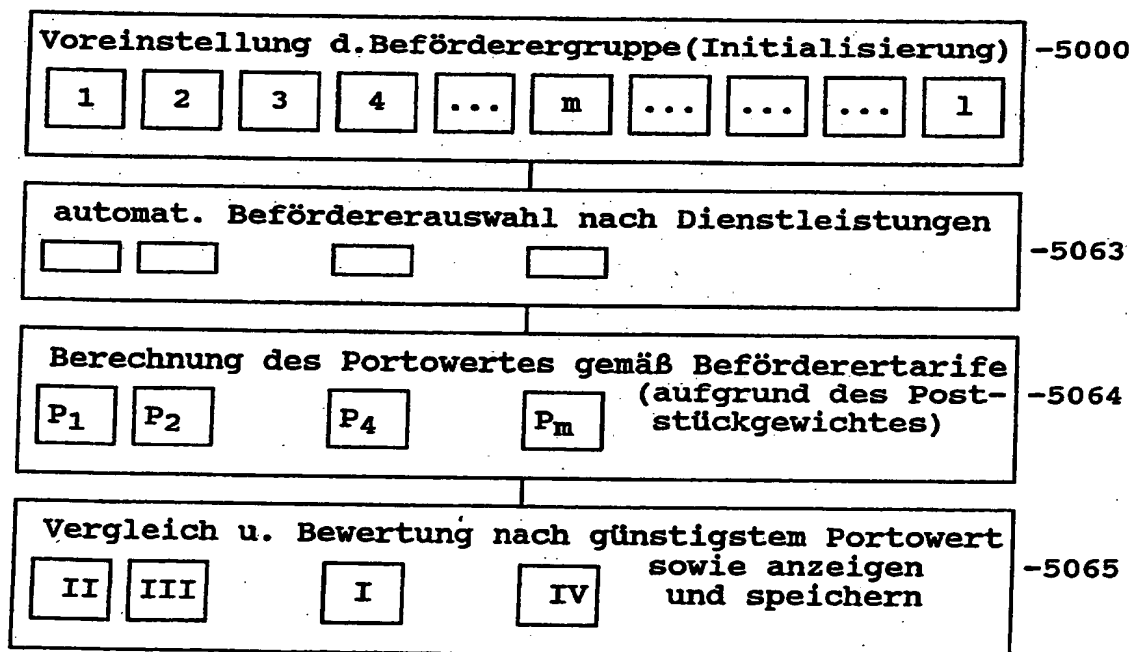 Voreinstellung d.Beförderergruppe(Initialisierung) -5000
1 2 3 4 ... m ... ... ... l
automat. Befördererauswahl nach Dienstleistungen
-5063
Berechnung des Portowertes gemäß Beförderertarife
(aufgrund des Post- -5064
P1 P2 P4 Pm stückgewichtes)
Vergleich u. Bewertung nach günstigstem Portowert
sowie anzeigen -5065
II III I IV und speichern